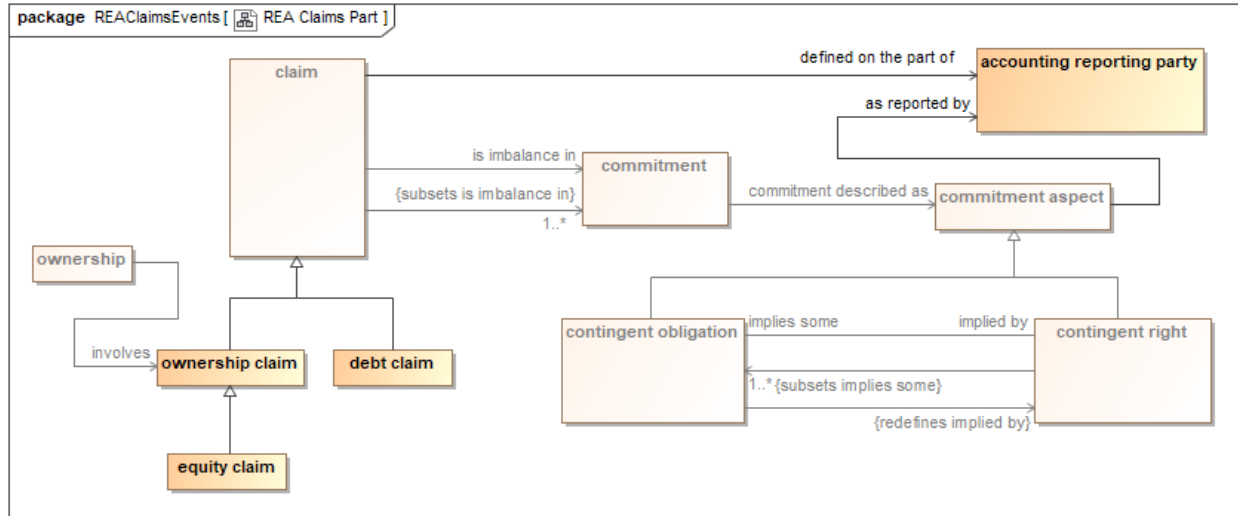 package REAClaimsEvents [ REA Claims Part ]
claim
defined on the part of
accounting reporting party
as reported by
is imbalance in
commitment
{subsets is imbalance in}
1..*
commitment described as
commitment aspect
ownership
involves
ownership claim
debt claim
equity claim
contingent obligation
implies some
implied by
contingent right
1..* {subsets implies some}
{redefines implied by}